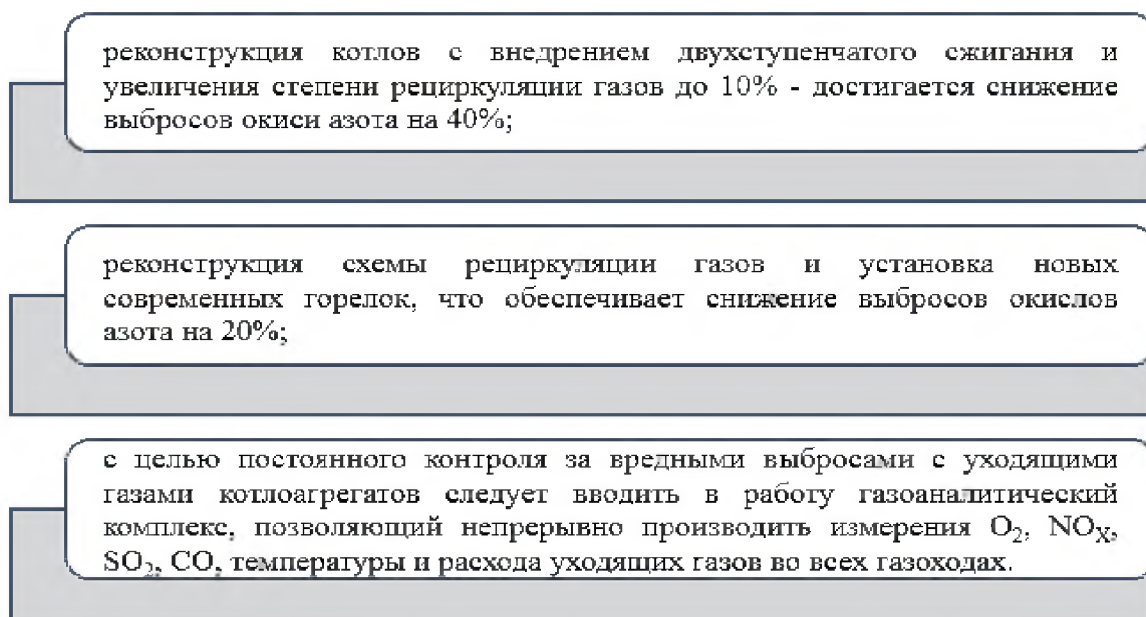 реконструкция котлов с внедрением двухступенчатого сжигания и
увеличения степени рециркуляции газов до 10% - достигается снижение
выбросов окиси азота на 40%;
реконструкция схемы рециркуляции газов и установка новых
современных горелок, что обеспечивает снижение выбросов окислов
азота на 20%;
с целью постоянного контроля за вредными выбросами с уходящими
газами котлоагрегатов следует вводить в работу газоаналитический
комплекс, позволяющий непрерывно производить измерения O₂, NOₓ,
SO₂, CO, температуры и расхода уходящих газов во всех газоходах.